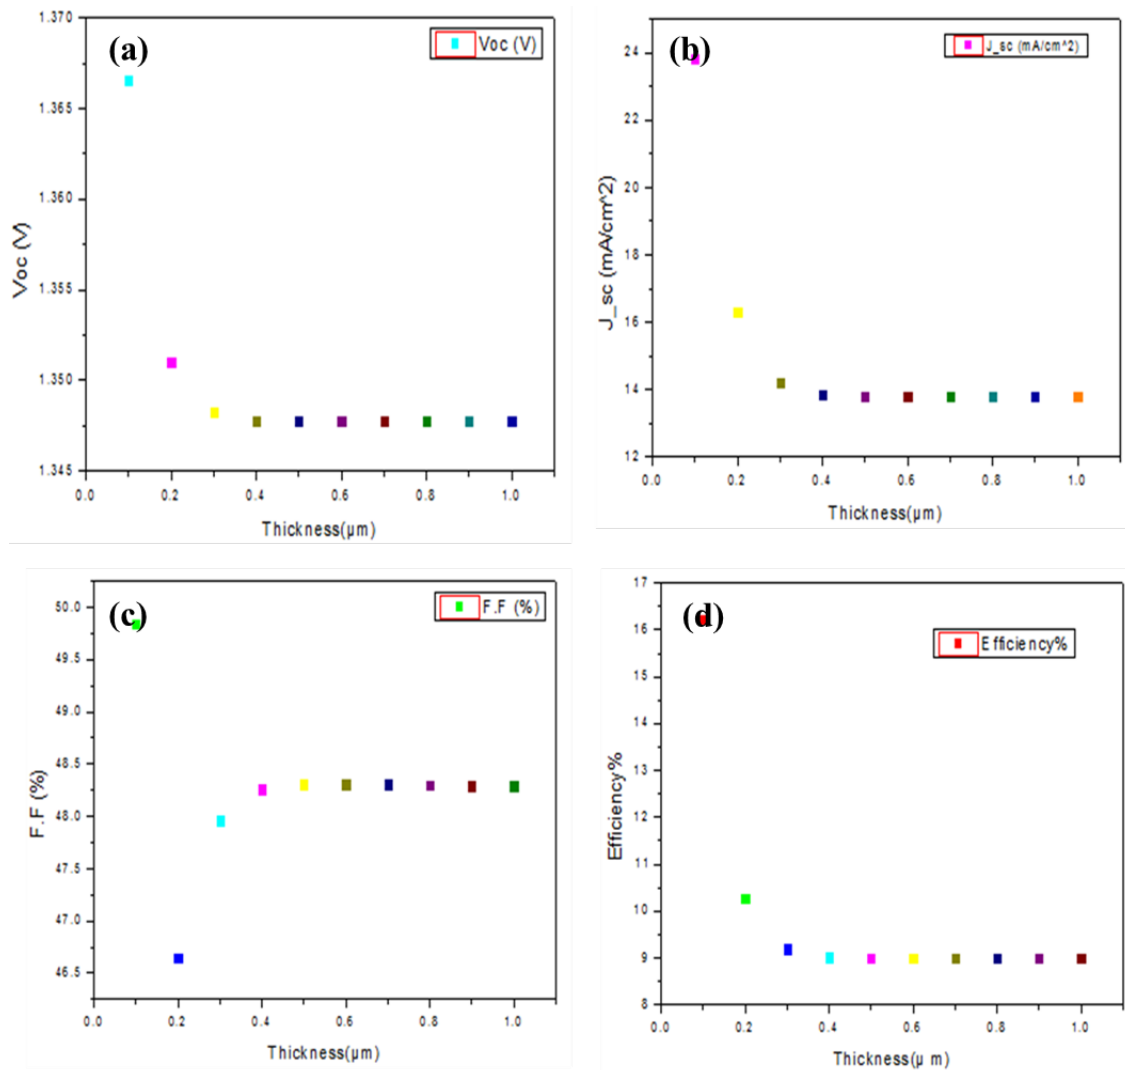 (a)
Voc (V)
1.370
1.365
1.360
1.355
1.350
1.345
Voc (V)
0.0 0.2 0.4 0.6 0.8 1.0
Thickness(µm)
(b)
J_sc (mA/cm^2)
24
22
20
18
16
14
12
J_sc (mA/cm^2)
0.0 0.2 0.4 0.6 0.8 1.0
Thickness(µm)
(c)
F.F (%)
50.0
49.5
49.0
48.5
48.0
47.5
47.0
46.5
F.F (%)
0.0 0.2 0.4 0.6 0.8 1.0
Thickness(µm)
(d)
Efficiency%
17
16
15
14
13
12
11
10
9
8
Efficiency%
0.0 0.2 0.4 0.6 0.8 1.0
Thickness(µ m)